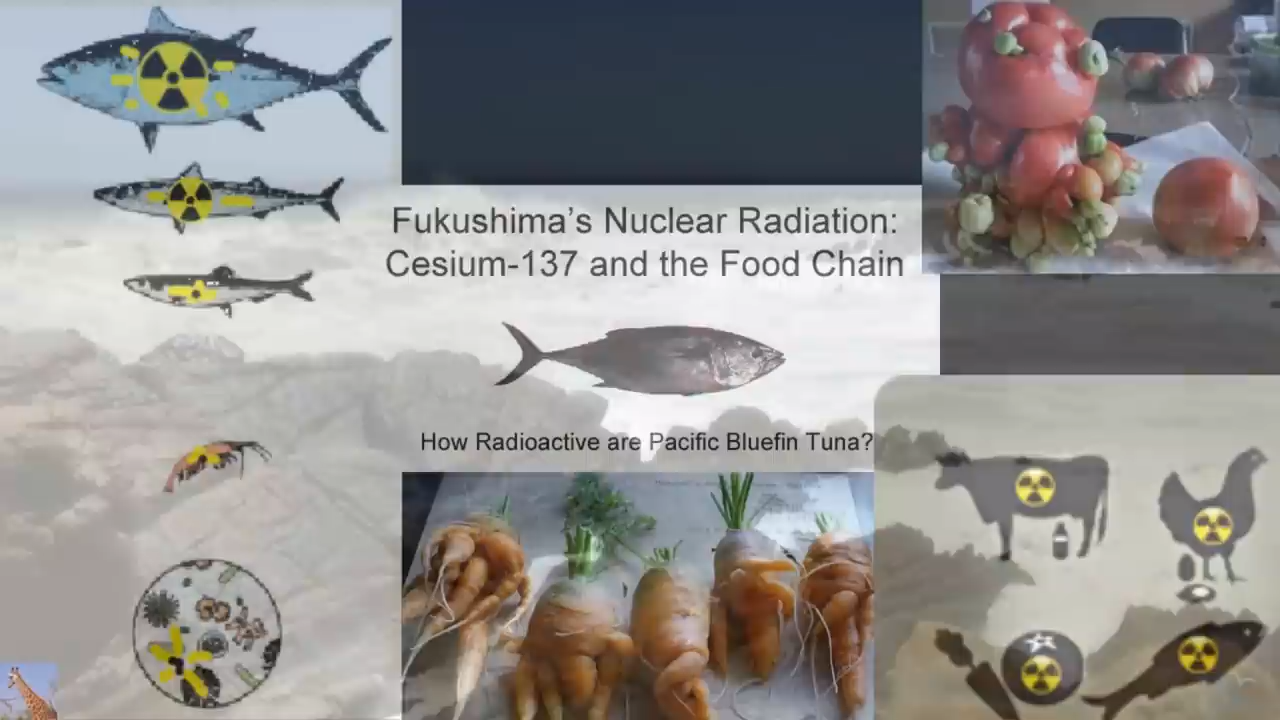 Fukushima’s Nuclear Radiation:
Cesium-137 and the Food Chain
How Radioactive are Pacific Bluefin Tuna?